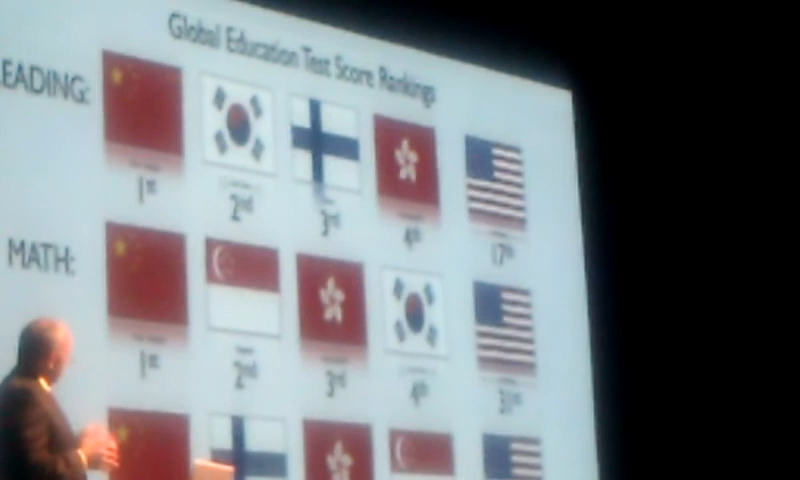 Global Education Test Score Rankings
EADING:
1st 2nd 3rd 4th 17th
MATH:
1st 2nd 3rd 4th 31st